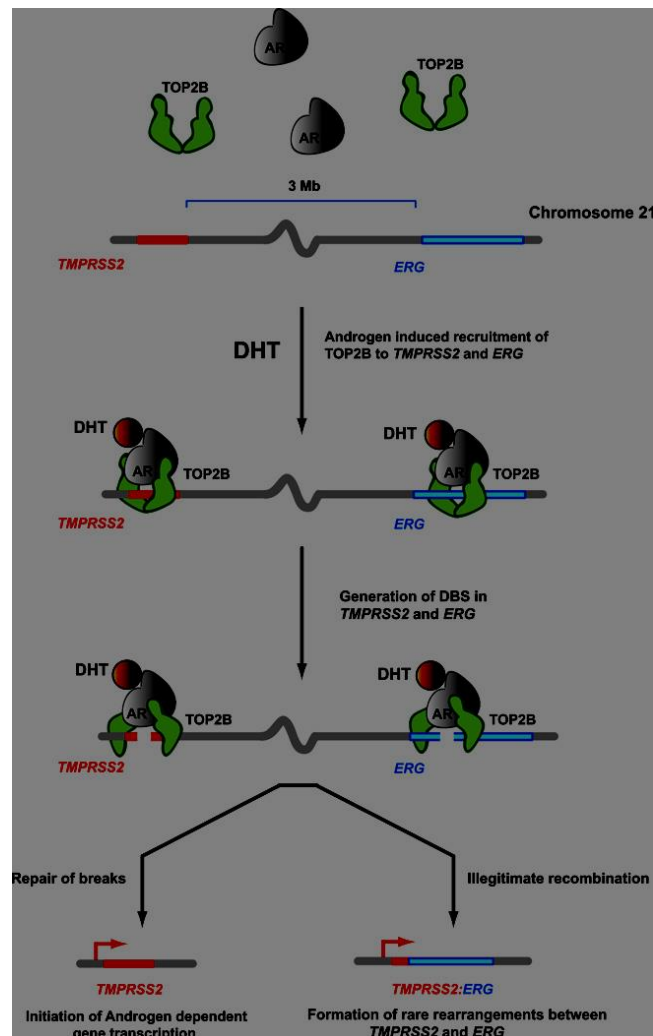 AR
TOP2B
TOP2B
AR
3 Mb
Chromosome 21
TMPRSS2
ERG
DHT
Androgen induced recruitment of
TOP2B to TMPRSS2 and ERG
DHT
DHT
AR
TOP2B
AR
TOP2B
TMPRSS2
ERG
Generation of DBS in
TMPRSS2 and ERG
DHT
DHT
AR
TOP2B
AR
TOP2B
TMPRSS2
ERG
Repair of breaks
Illegitimate recombination
TMPRSS2
TMPRSS2:ERG
Initiation of Androgen dependent
gene transcription
Formation of rare rearrangements between
TMPRSS2 and ERG